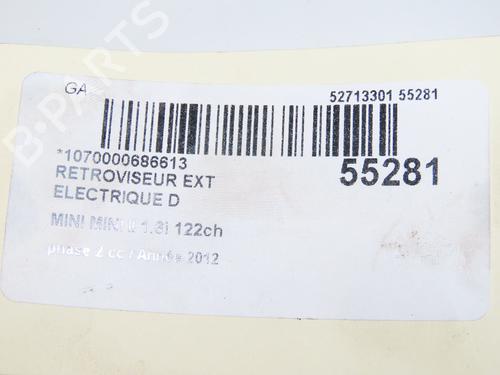 B-PARTS
GA
52713301 55281
*1070000686613
55281
RETROVISEUR EXT
ELECTRIQUE D
MINI MINI II 1.6i 122ch
phase 2 cc / Année 2012